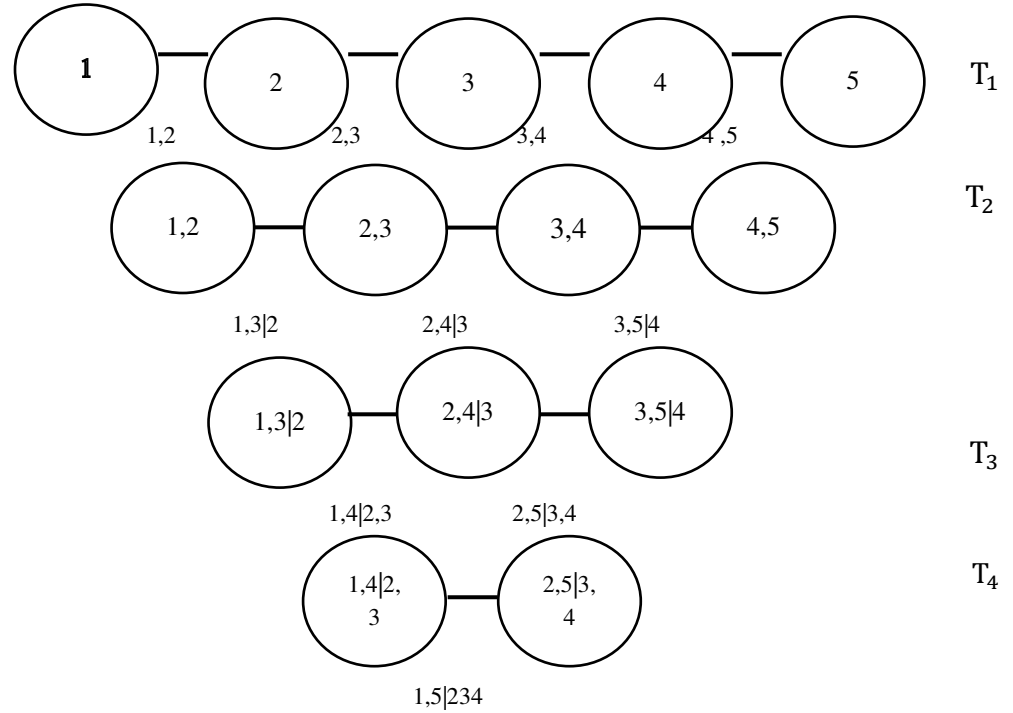 1 2 3 4 5 T₁
1,2 2,3 3,4 4 ,5
1,2 2,3 3,4 4,5 T₂
1,3|2 2,4|3 3,5|4
1,3|2 2,4|3 3,5|4
T₃
1,4|2,3 2,5|3,4
1,4|2, 2,5|3, T₄
3 4
1,5|234